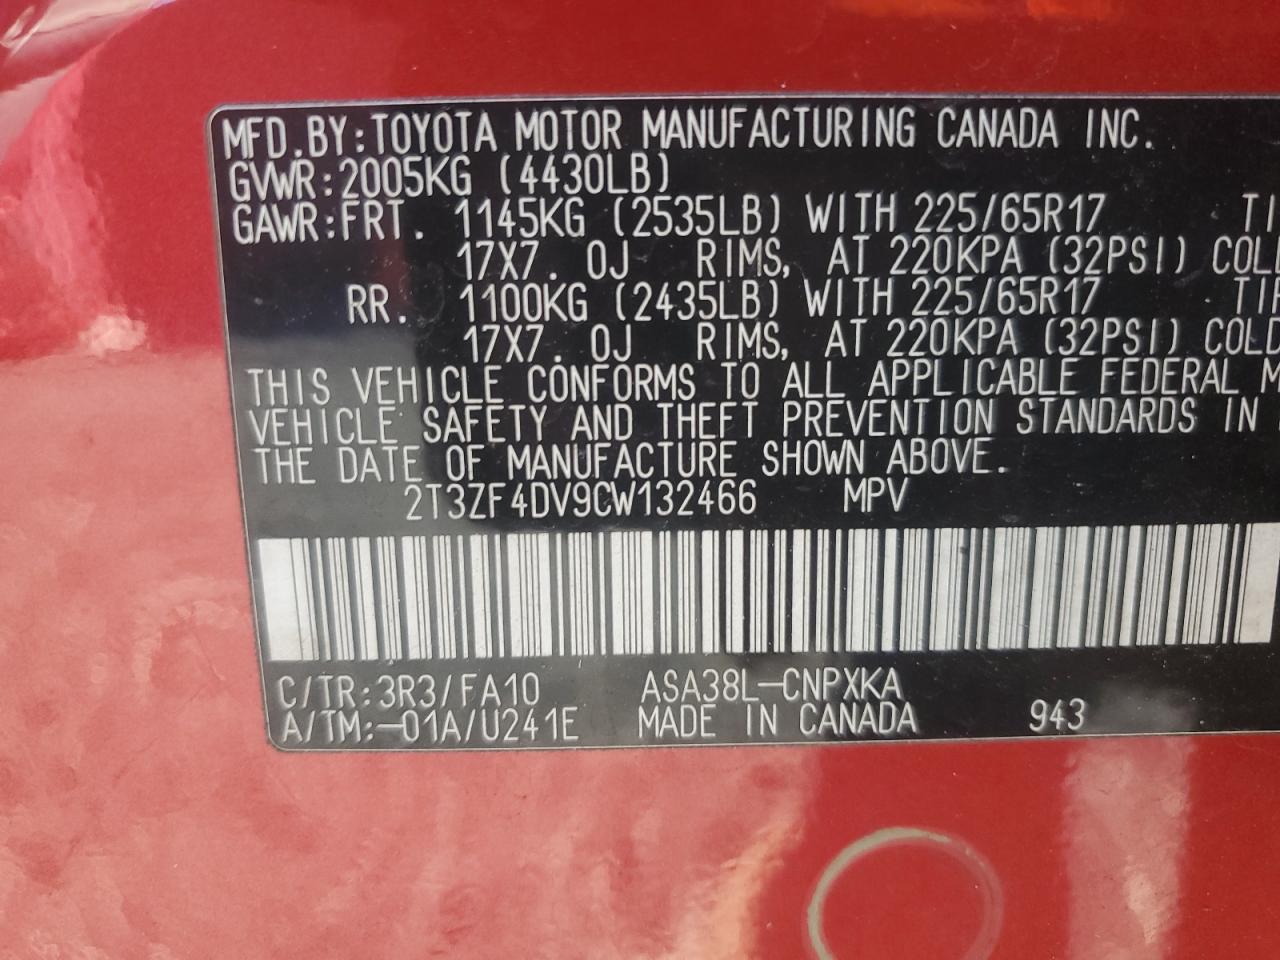 MFD.BY:TOYOTA MOTOR MANUFACTURING CANADA INC.
GVWR:2005KG (4430LB)
GAWR:FRT. 1145KG (2535LB) WITH 225/65R17
17X7.0J RIMS, AT 220KPA (32PSI) COLD
RR. 1100KG (2435LB) WITH 225/65R17
17X7.0J RIMS, AT 220KPA (32PSI) COLD
THIS VEHICLE CONFORMS TO ALL APPLICABLE FEDERAL
VEHICLE SAFETY AND THEFT PREVENTION STANDARDS IN
THE DATE OF MANUFACTURE SHOWN ABOVE.
2T3ZF4DV9CW132466 MPV
C/TR:3R3/FA10 ASA38L-CNPXKA
A/TM:-01A/U241E MADE IN CANADA 943